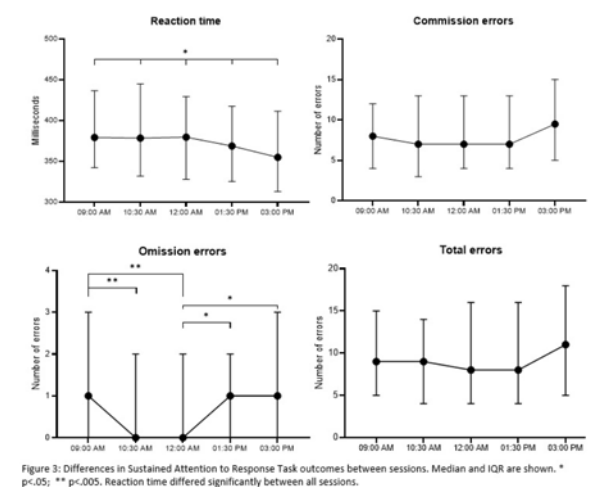 Reaction time
Milliseconds
500
450
400
350
300
*
09:00 AM 10:30 AM 12:00 AM 01:30 PM 03:00 PM
Commission errors
Number of errors
20
15
10
5
0
09:00 AM 10:30 AM 12:00 AM 01:30 PM 03:00 PM
Omission errors
Number of errors
4
3
2
1
0
**
**
*
*
09:00 AM 10:30 AM 12:00 AM 01:30 PM 03:00 PM
Total errors
Number of errors
20
15
10
5
0
09:00 AM 10:30 AM 12:00 AM 01:30 PM 03:00 PM
Figure 3: Differences in Sustained Attention to Response Task outcomes between sessions. Median and IQR are shown. *
p<.05; ** p<.005. Reaction time differed significantly between all sessions.